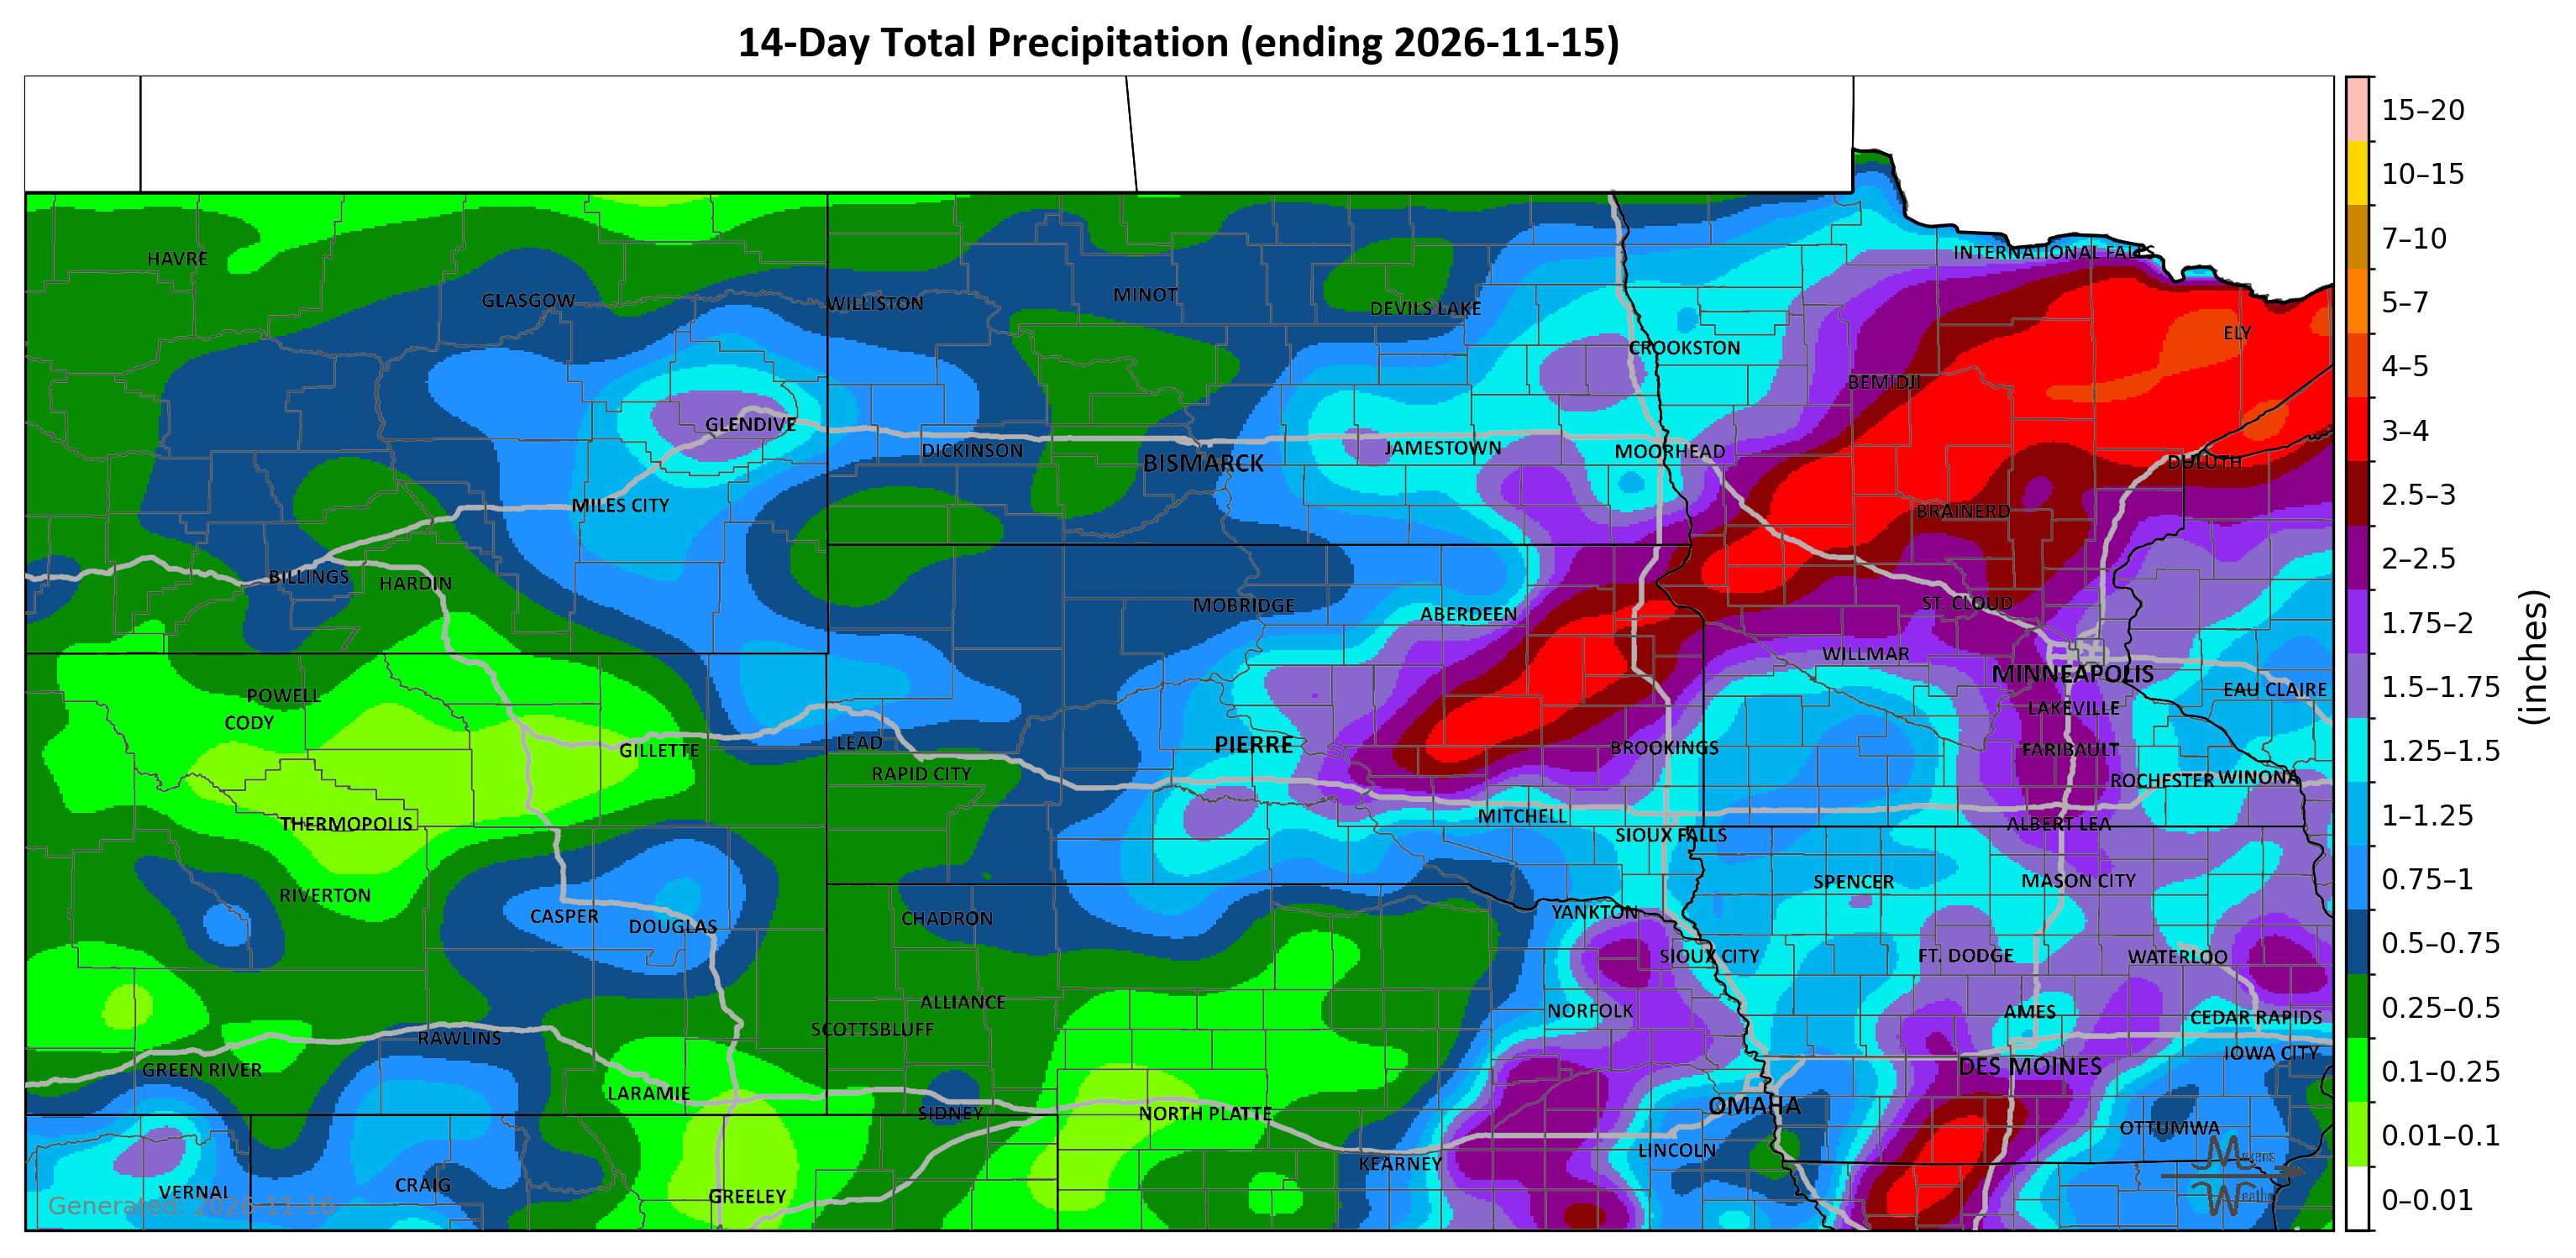 14-Day Total Precipitation (ending 2026-11-15)
15–20
10–15
7–10
5–7
4–5
3–4
2.5–3
2–2.5
1.75–2
1.5–1.75
1.25–1.5
1–1.25
0.75–1
0.5–0.75
0.25–0.5
0.1–0.25
0.01–0.1
0–0.01
(inches)
HAVRE
INTERNATIONAL FALLS
GLASGOW
WILLISTON
MINOT
DEVILS LAKE
ELY
CROOKSTON
BEMIDJI
GLENDIVE
DICKINSON
BISMARCK
JAMESTOWN
MOORHEAD
DULUTH
MILES CITY
BRAINERD
BILLINGS
HARDIN
MOBRIDGE
ABERDEEN
ST. CLOUD
WILLMAR
MINNEAPOLIS
POWELL
CODY
EAU CLAIRE
LAKEVILLE
GILLETTE
LEAD
PIERRE
BROOKINGS
FARIBAULT
RAPID CITY
ROCHESTER
WINONA
THERMOPOLIS
MITCHELL
SIOUX FALLS
ALBERT LEA
RIVERTON
SPENCER
MASON CITY
CASPER
DOUGLAS
CHADRON
YANKTON
SIOUX CITY
FT. DODGE
WATERLOO
ALLIANCE
NORFOLK
AMES
SCOTTSBLUFF
CEDAR RAPIDS
RAWLINS
IOWA CITY
GREEN RIVER
DES MOINES
LARAMIE
SIDNEY
NORTH PLATTE
OMAHA
OTTUMWA
LINCOLN
KEARNEY
VERNAL
CRAIG
GREELEY
Generated: 2026-11-16
Makens
Weather